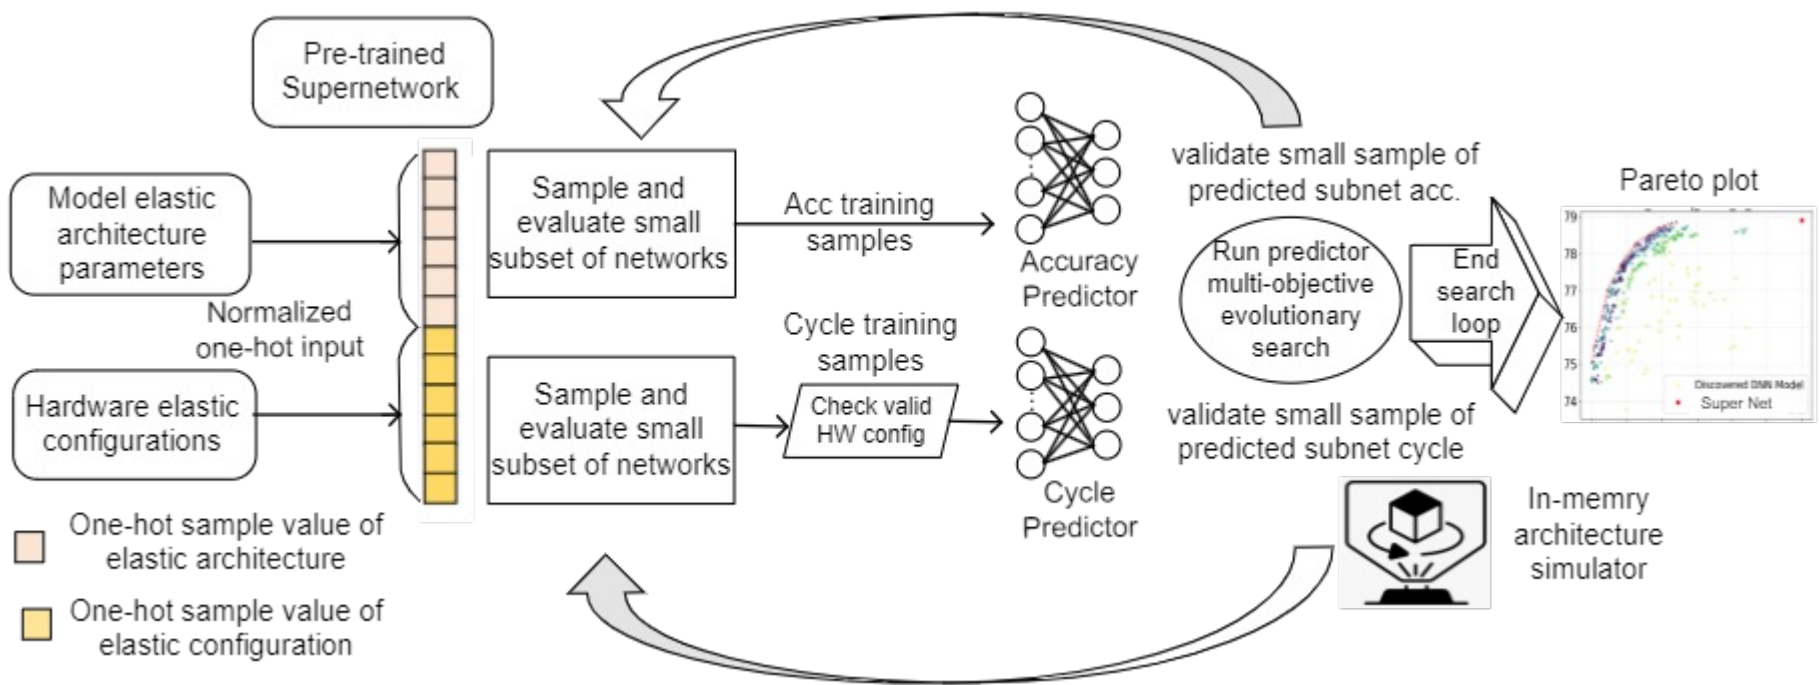 Pre-trained
Supernetwork
Model elastic
architecture
parameters
Normalized
one-hot input
Hardware elastic
configurations
One-hot sample value of
elastic architecture
One-hot sample value of
elastic configuration
Sample and
evaluate small
subset of networks
Acc training
samples
Accuracy
Predictor
Sample and
evaluate small
subset of networks
Cycle training
samples
Check valid
HW config
Cycle
Predictor
validate small sample of
predicted subnet acc.
Run predictor
multi-objective
evolutionary
search
validate small sample of
predicted subnet cycle
End
search
loop
In-memry
architecture
simulator
Pareto plot
79
78
77
76
75
74
Discovered DNN Model
Super Net